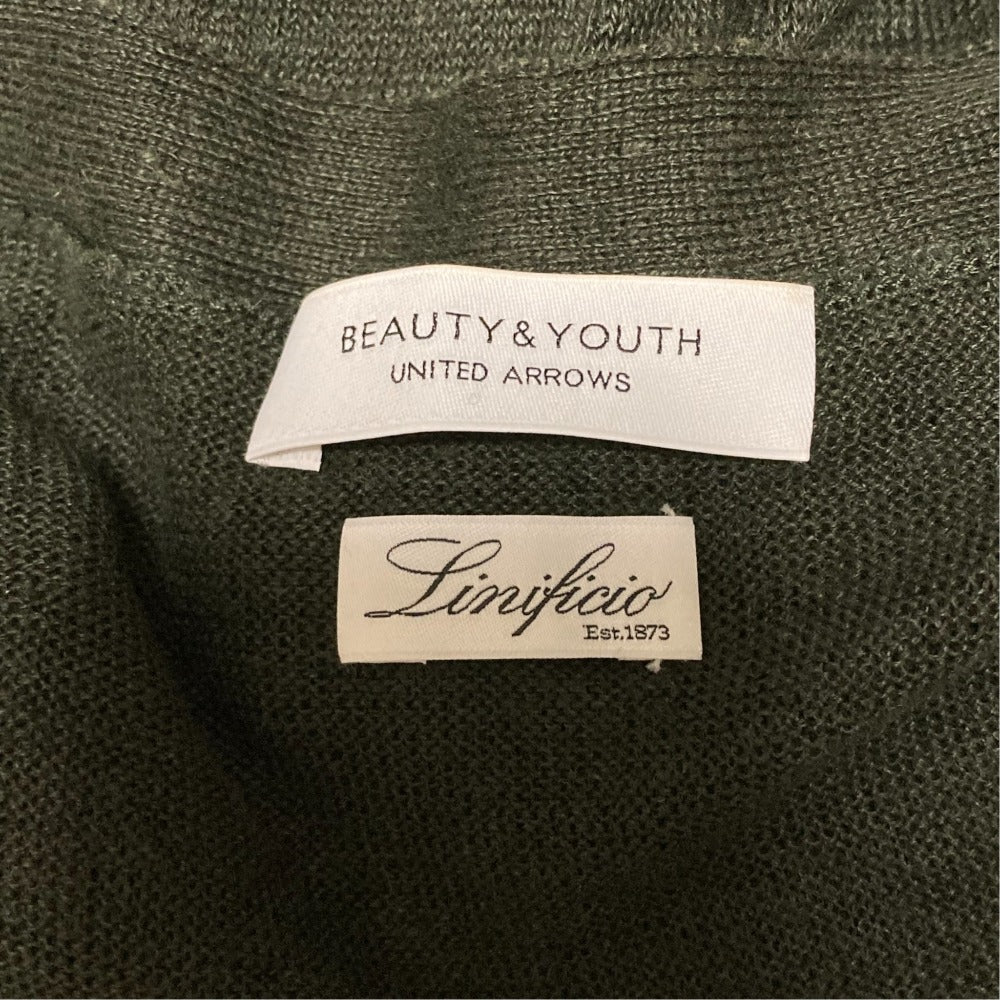 BEAUTY & YOUTH
UNITED ARROWS
Linificio
Est.1873